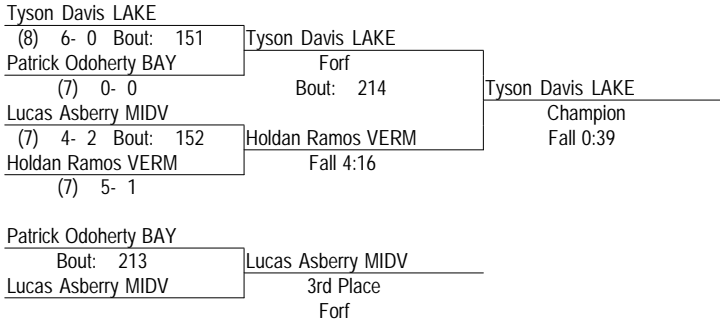 Tyson Davis LAKE
(8) 6- 0 Bout: 151
Tyson Davis LAKE
Patrick Odoherty BAY
Forf
(7) 0- 0
Bout: 214
Tyson Davis LAKE
Lucas Asberry MIDV
Champion
(7) 4- 2 Bout: 152
Holdan Ramos VERM
Fall 0:39
Holdan Ramos VERM
Fall 4:16
(7) 5- 1
Patrick Odoherty BAY
Bout: 213
Lucas Asberry MIDV
Lucas Asberry MIDV
3rd Place
Forf